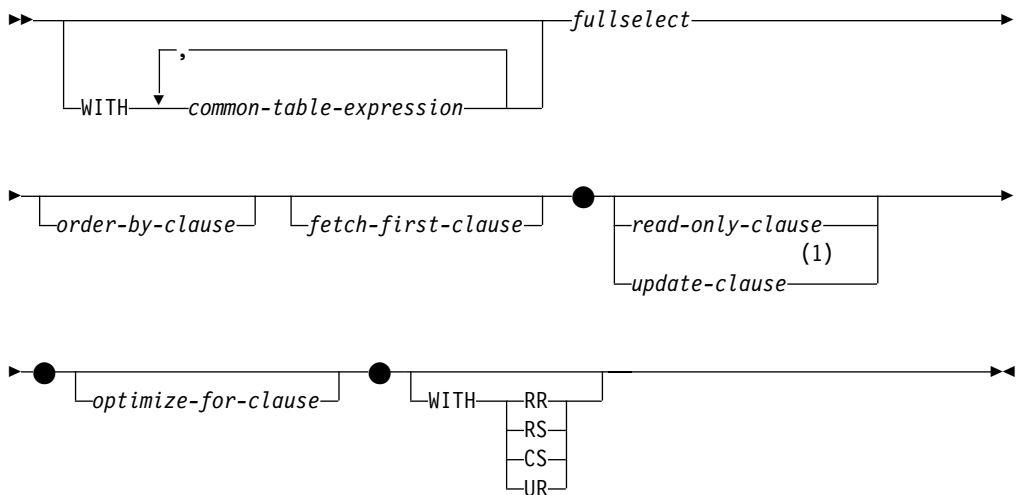 fullselect
,
WITH common-table-expression
order-by-clause fetch-first-clause read-only-clause
(1)
update-clause
optimize-for-clause WITH RR
RS
CS
UR